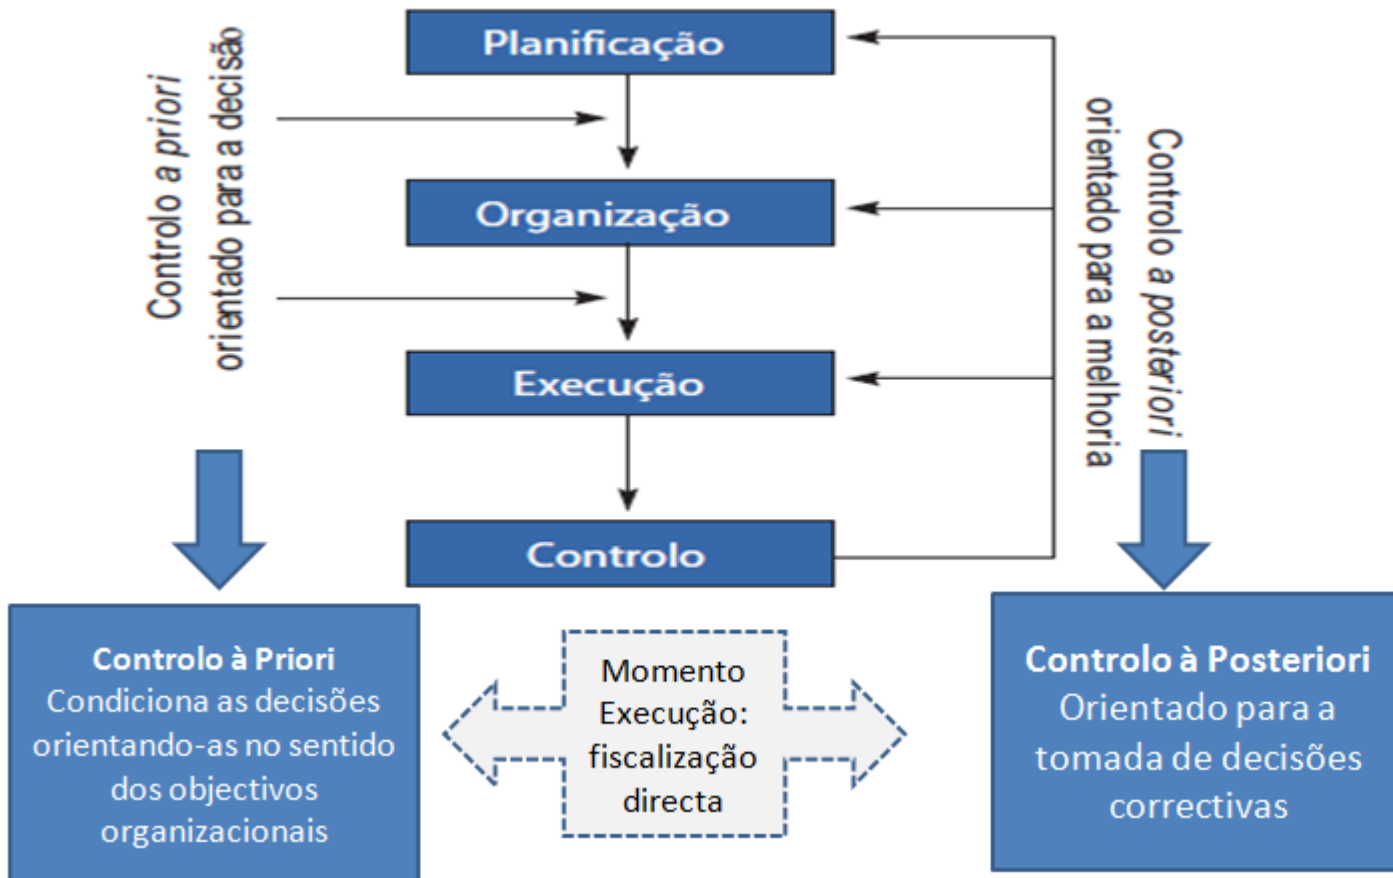 Planificação
Controlo a priori
orientado para a decisão
Organização
Controlo a posteriori
orientado para a melhoria
Execução
Controlo
Controlo à Priori
Condiciona as decisões
orientando-as no sentido
dos objectivos
organizacionais
Momento
Execução:
fiscalização
directa
Controlo à Posteriori
Orientado para a
tomada de decisões
correctivas